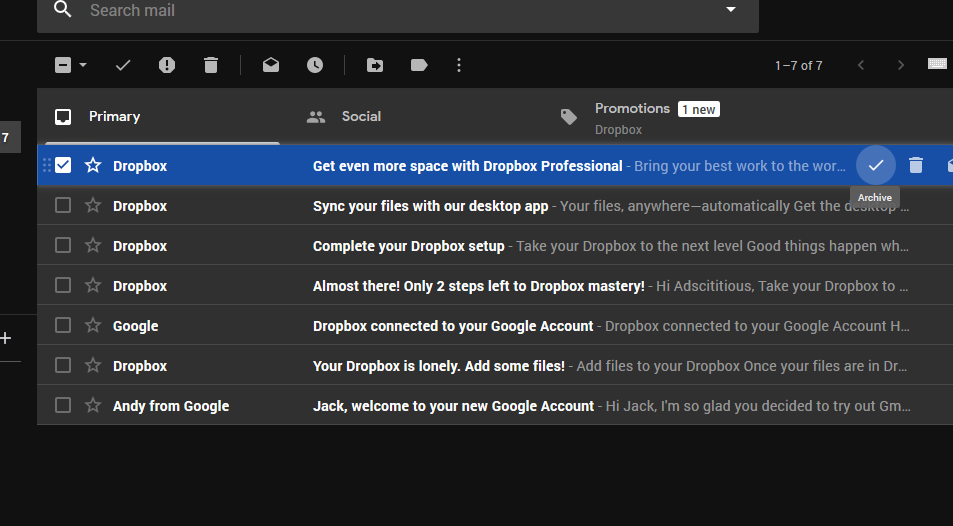 Search mail
1–7 of 7
7
Primary
Social
Promotions 1 new
Dropbox
Dropbox Get even more space with Dropbox Professional - Bring your best work to the wor…
Archive
Dropbox Sync your files with our desktop app - Your files, anywhere—automatically Get the desktop …
Dropbox Complete your Dropbox setup - Take your Dropbox to the next level Good things happen wh…
Dropbox Almost there! Only 2 steps left to Dropbox mastery! - Hi Adscititious, Take your Dropbox to …
Google Dropbox connected to your Google Account - Dropbox connected to your Google Account H…
Dropbox Your Dropbox is lonely. Add some files! - Add files to your Dropbox Once your files are in Dr…
Andy from Google Jack, welcome to your new Google Account - Hi Jack, I'm so glad you decided to try out Gm…